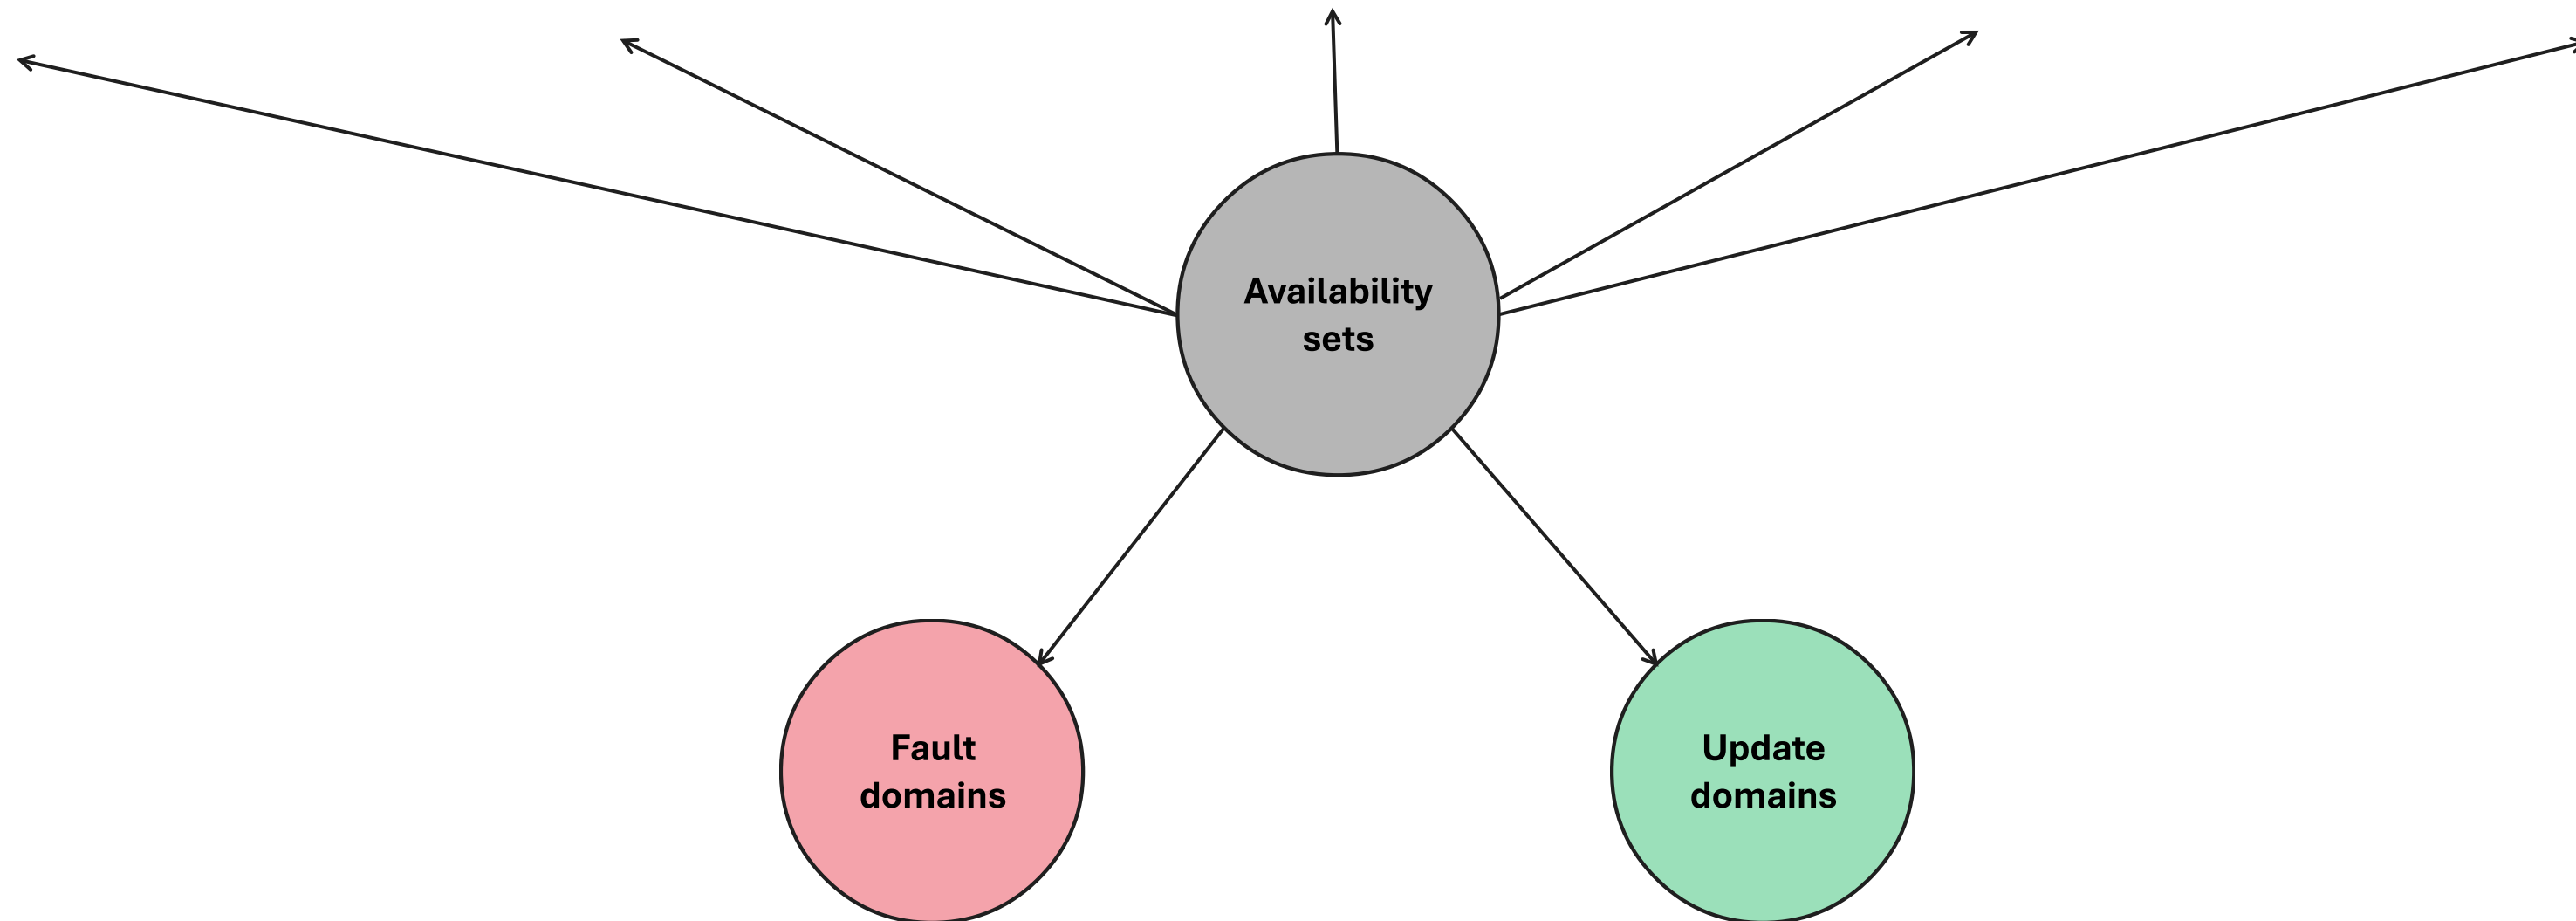 Availability
sets
Fault
domains
Update
domains